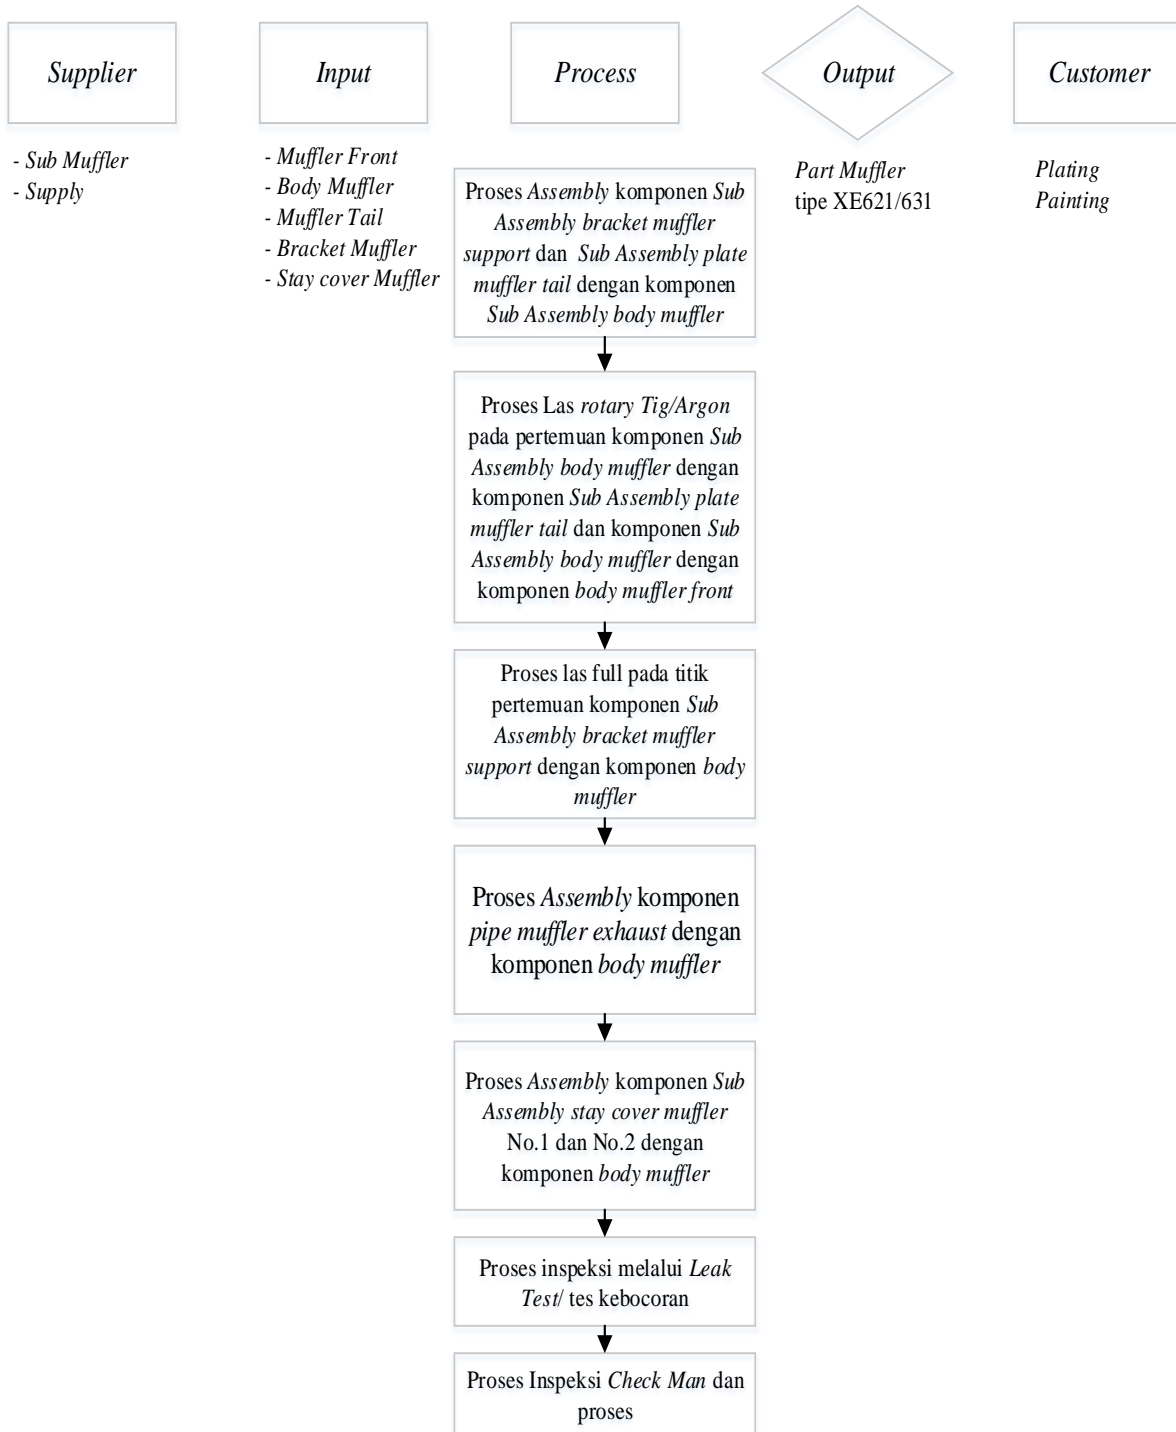 Supplier
Input
Process
Output
Customer
- Sub Muffler
- Supply
- Muffler Front
- Body Muffler
- Muffler Tail
- Bracket Muffler
- Stay cover Muffler
Proses Assembly komponen Sub
Assembly bracket muffler
support dan Sub Assembly plate
muffler tail dengan komponen
Sub Assembly body muffler
Part Muffler
tipe XE621/631
Plating
Painting
Proses Las rotary Tig/Argon
pada pertemuan komponen Sub
Assembly body muffler dengan
komponen Sub Assembly plate
muffler tail dan komponen Sub
Assembly body muffler dengan
komponen body muffler front
Proses las full pada titik
pertemuan komponen Sub
Assembly bracket muffler
support dengan komponen body
muffler
Proses Assembly komponen
pipe muffler exhaust dengan
komponen body muffler
Proses Assembly komponen Sub
Assembly stay cover muffler
No.1 dan No.2 dengan
komponen body muffler
Proses inspeksi melalui Leak
Test/ tes kebocoran
Proses Inspeksi Check Man dan
proses